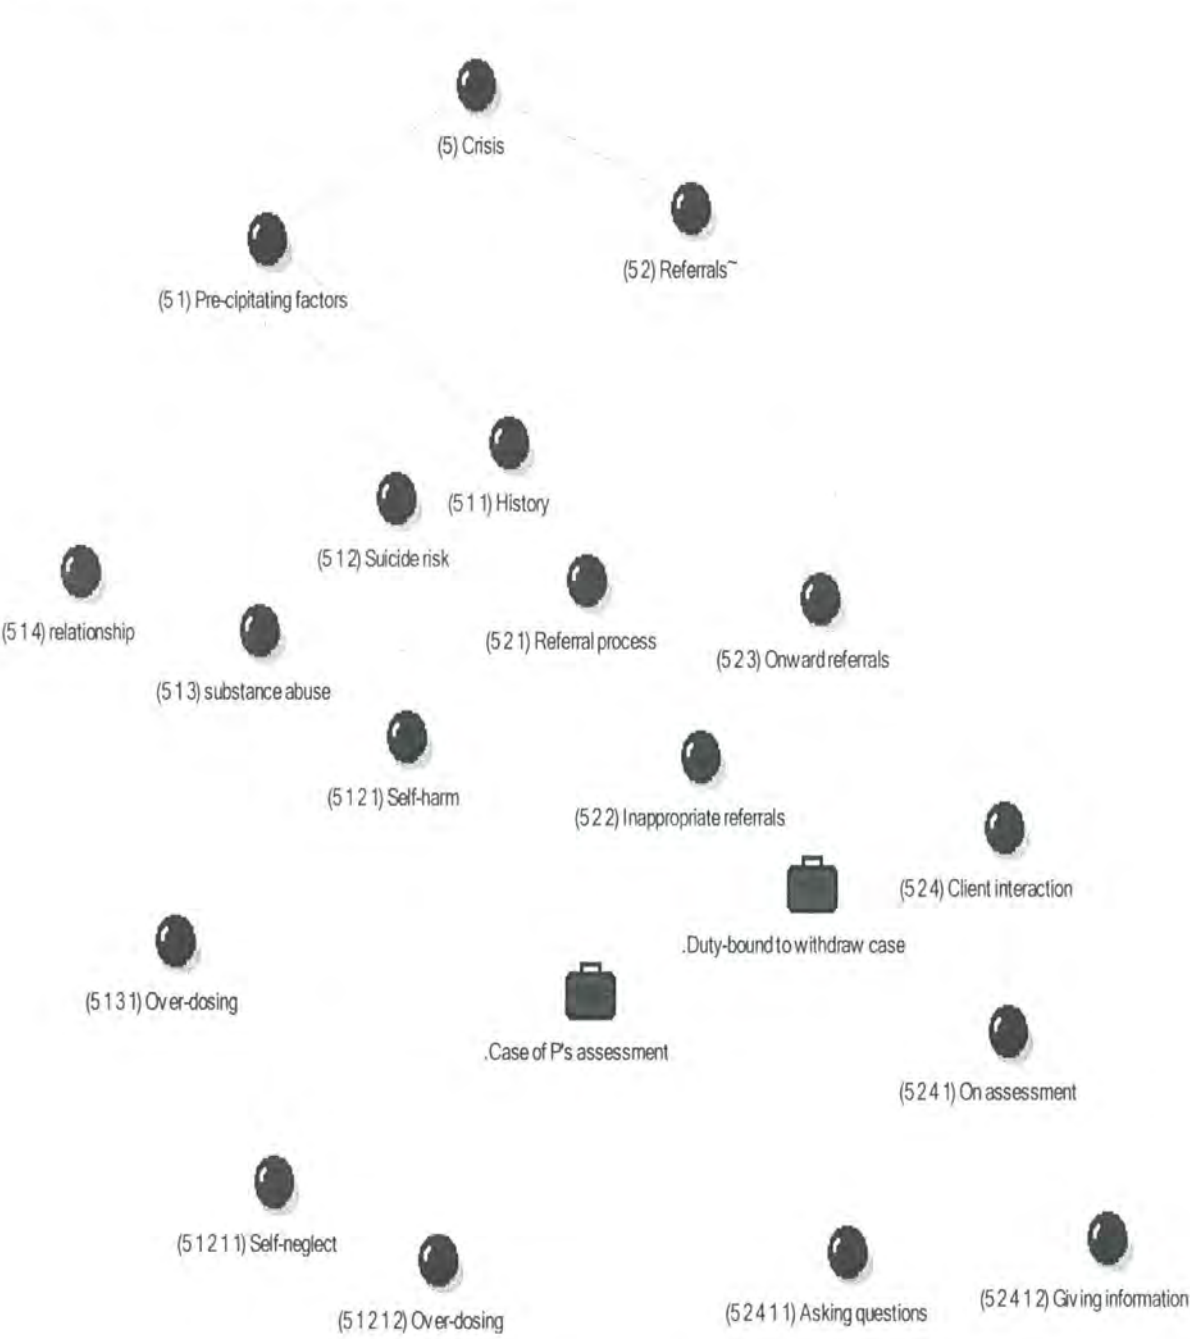 (5) Crisis
(5 2) Referrals~
(5 1) Pre-cipitating factors
(5 1 1) History
(5 1 2) Suicide risk
(5 1 4) relationship
(5 2 1) Referral process
(5 2 3) Onward referrals
(5 1 3) substance abuse
(5 1 2 1) Self-harm
(5 2 2) Inappropriate referrals
(5 2 4) Client interaction
.Duty-bound to withdraw case
(5 1 3 1) Over-dosing
.Case of P's assessment
(5 2 4 1) On assessment
(5 1 2 1 1) Self-neglect
(5 2 4 1 2) Giving information
(5 1 2 1 2) Over-dosing
(5 2 4 1 1) Asking questions